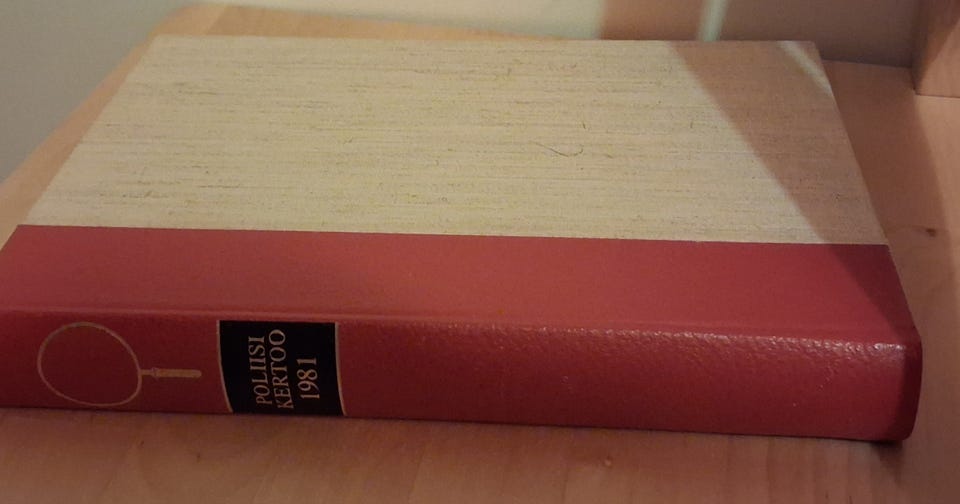 POLIISI
KERTOO
1981